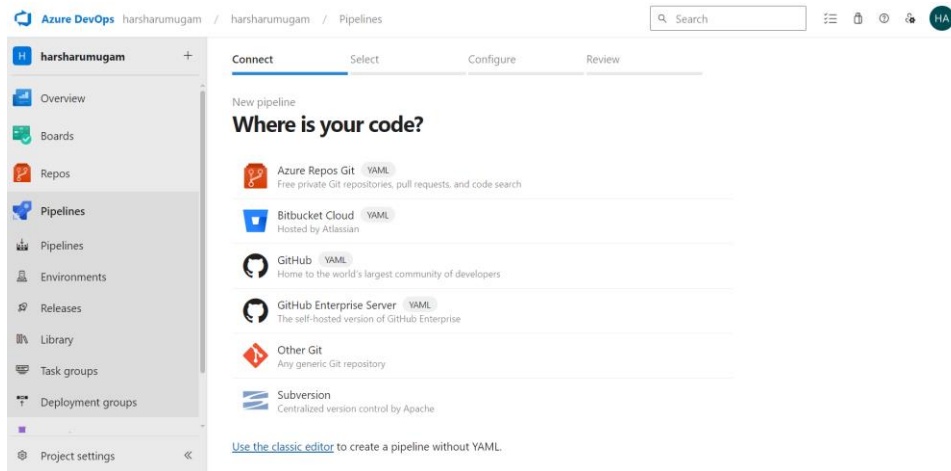 Azure DevOps harsharumugam / harsharumugam / Pipelines
Search
HA
H harsharumugam +
Overview
Boards
Repos
Pipelines
Pipelines
Environments
Releases
Library
Task groups
Deployment groups
Project settings
Connect Select Configure Review
New pipeline
Where is your code?
Azure Repos Git YAML
Free private Git repositories, pull requests, and code search
Bitbucket Cloud YAML
Hosted by Atlassian
GitHub YAML
Home to the world's largest community of developers
GitHub Enterprise Server YAML
The self-hosted version of GitHub Enterprise
Other Git
Any generic Git repository
Subversion
Centralized version control by Apache
Use the classic editor to create a pipeline without YAML.